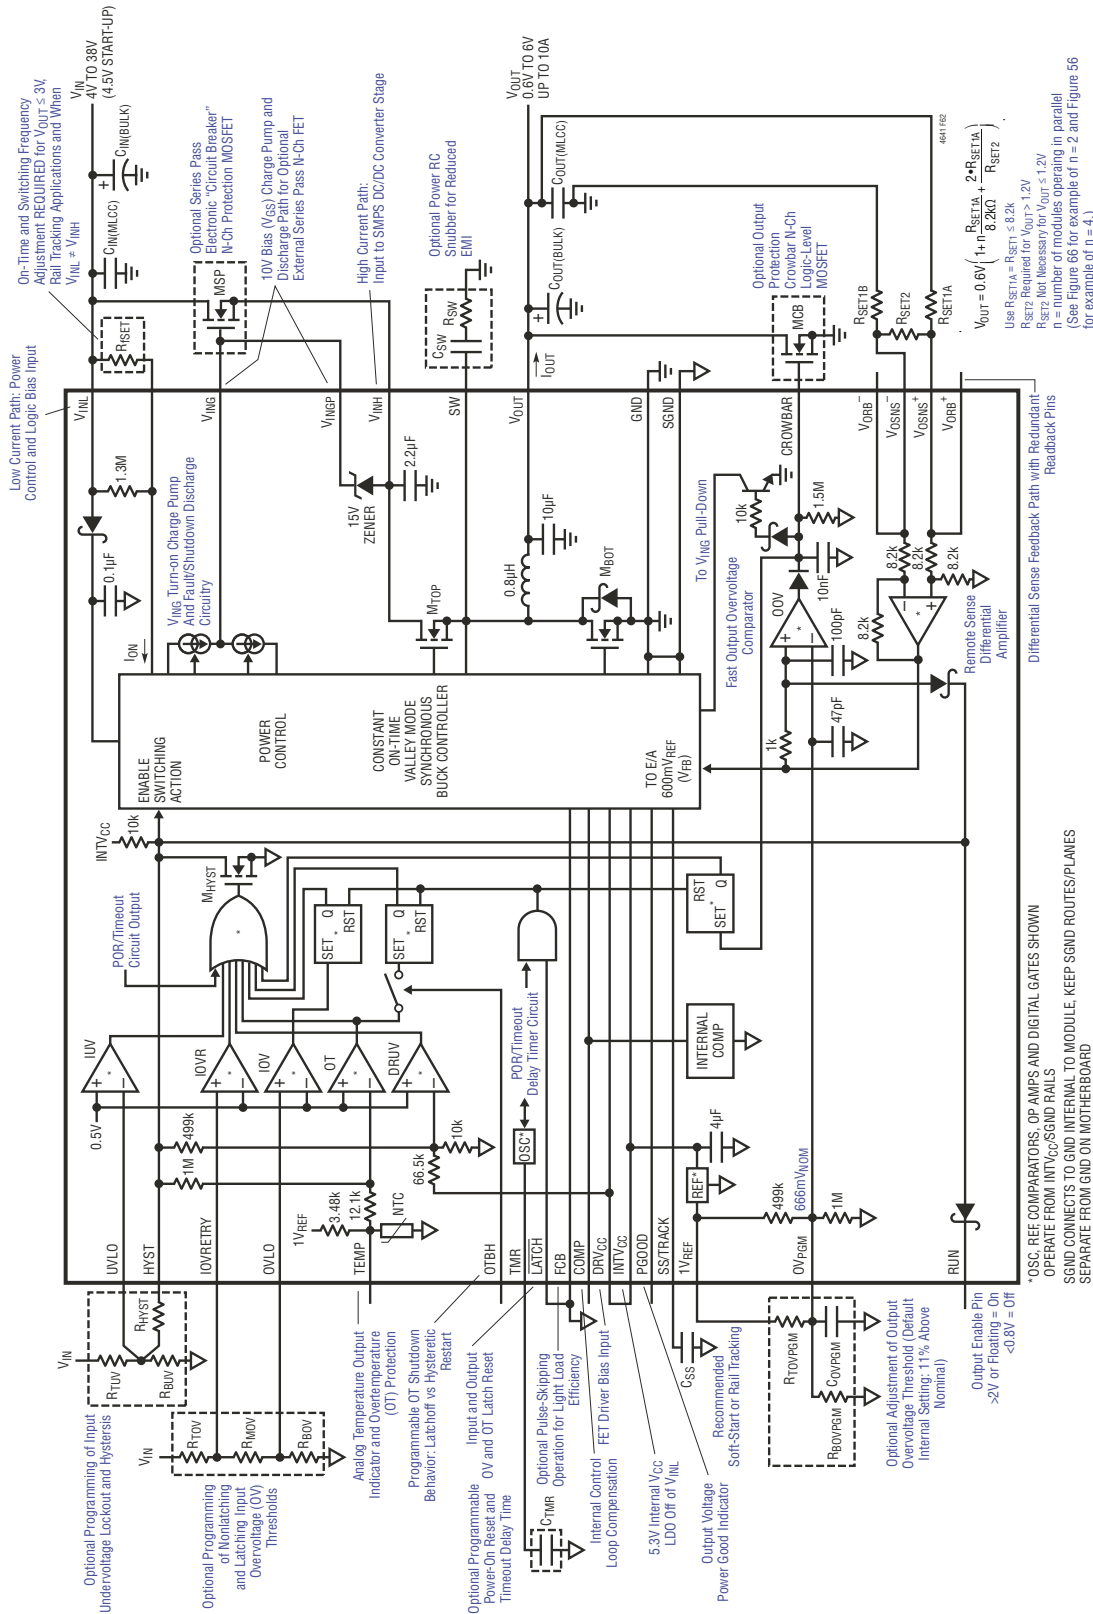 Optional Programming of Input
Undervoltage Lockout and Hystersis
VIN
RTUV
RHYST
RBUV
Optional Programming
of Nonlatching
and Latching Input
Overvoltage (OV)
Thresholds
VIN
RTOV
RMOV
RBOV
Analog Temperature Output
Indicator and Overtemperature
(OT) Protection
Programmable OT Shutdown
Behavior: Latchoff vs Hysteretic
Restart
Input and Output
OV and OT Latch Reset
Optional Programmable
Power-On Reset and
Timeout Delay Time
CTMR
Optional Pulse-Skipping
Operation for Light Load
Efficiency
Internal Control
Loop Compensation
FET Driver Bias Input
5.3V Internal VCC
LDO Off of VINL
Output Voltage
Power Good Indicator
CSS
Recommended
Soft-Start or Rail Tracking
RTOVPGM
COVPGM
RBOVPGM
Optional Adjustment of Output
Overvoltage Threshold (Default
Internal Setting: 11% Above
Nominal)
Output Enable Pin
>2V or Floating = On
<0.8V = Off
UVLO
HYST
IOVRETRY
OVLO
TEMP
OTBH
TMR
LATCH
FCB
COMP
DRVCC
INTVCC
PGOOD
SS/TRACK
1VREF
OVPGM
RUN
0.5V
1M
499k
1VREF
3.48k
12.1k
NTC
66.5k
10k
OSC*
REF*
4µF
499k
666mVNOM
1M
IUV
+
*
–
IOVR
+
*
–
IOV
+
*
–
OT
+
*
–
DRUV
+
*
–
POR/Timeout
Delay Timer Circuit
INTERNAL
COMP
POR/Timeout
Circuit Output
*
MHYST
INTVCC
10k
SET Q
*
RST
SET Q
*
RST
RST
*
SET Q
ENABLE
SWITCHING
ACTION
POWER
CONTROL
CONSTANT
ON-TIME
VALLEY MODE
SYNCHRONOUS
BUCK CONTROLLER
TO E/A
600mVREF
(VFB)
1k
47pF
100pF
ION
0.1µF
1.3M
VING Turn-on Charge Pump
And Fault/Shutdown Discharge
Circuitry
15V
ZENER
2.2µF
MTOP
0.8µH
10µF
MBOT
To VING Pull-Down
Fast Output Overvoltage
Comparator
OOV
+
*
–
10nF
10k
1.5M
8.2k
8.2k
8.2k
8.2k
–
*
+
Remote Sense
Differential
Amplifier
Low Current Path: Power
Control and Logic Bias Input
VINL
VING
VINGP
VINH
SW
VOUT
GND
SGND
CROWBAR
VORB–
VOSNS–
VOSNS+
VORB+
Differential Sense Feedback Path with Redundant
Readback Pins
On-Time and Switching Frequency
Adjustment REQUIRED for VOUT ≤ 3V,
Rail Tracking Applications and When
VINL ≠ VINH
RfSET
CIN(MLCC)
CIN(BULK)
VIN
4V TO 38V
(4.5V START-UP)
MSP
Optional Series Pass
Electronic “Circuit Breaker”
N-Ch Protection MOSFET
10V Bias (VGS) Charge Pump and
Discharge Path for Optional
External Series Pass N-Ch FET
High Current Path:
Input to SMPS DC/DC Converter Stage
CSW
RSW
Optional Power RC
Snubber for Reduced
EMI
IOUT
COUT(BULK)
COUT(MLCC)
VOUT
0.6V TO 6V
UP TO 10A
MCB
Optional Output
Protection
Crowbar N-Ch
Logic-Level
MOSFET
RSET1B
RSET2
RSET1A
4641 F62
VOUT = 0.6V(1+n RSET1A/8.2kΩ + 2•RSET1A/RSET2)
Use RSET1A = RSET1 ≤ 8.2k
RSET2 Required for VOUT > 1.2V
RSET2 Not Necessary for VOUT ≤ 1.2V
n = number of modules operating in parallel
(See Figure 66 for example of n = 2 and Figure 56
for example of n = 4.)
*OSC, REF, COMPARATORS, OP AMPS AND DIGITAL GATES SHOWN
OPERATE FROM INTVCC/SGND RAILS
SGND CONNECTS TO GND INTERNAL TO MODULE, KEEP SGND ROUTES/PLANES
SEPARATE FROM GND ON MOTHERBOARD